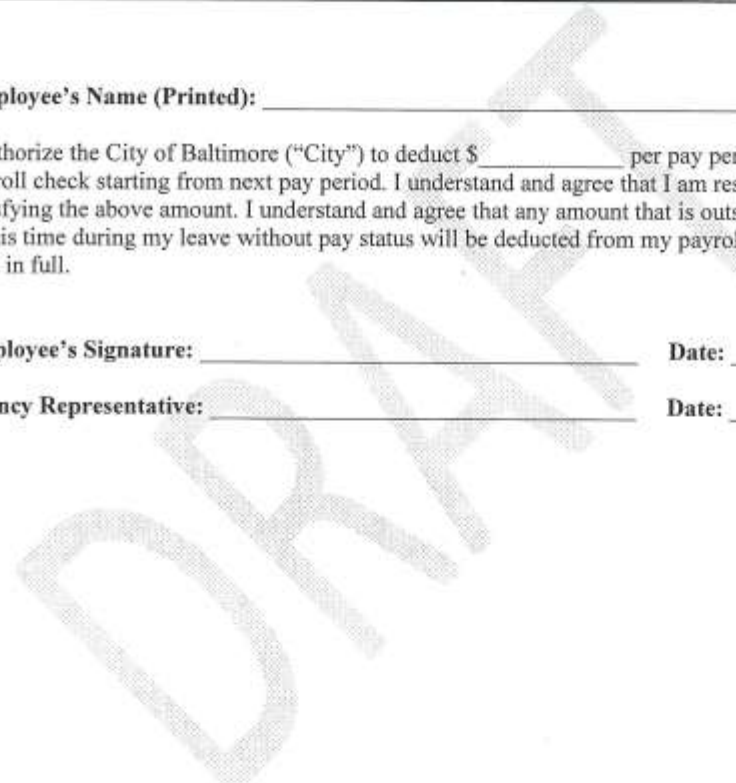 ployee's Name (Printed):
thorize the City of Baltimore ("City") to deduct $ per pay per
roll check starting from next pay period. I understand and agree that I am res
fying the above amount. I understand and agree that any amount that is outs
is time during my leave without pay status will be deducted from my payrol
in full.
ployee's Signature: Date:
ncy Representative: Date:
DRAFT